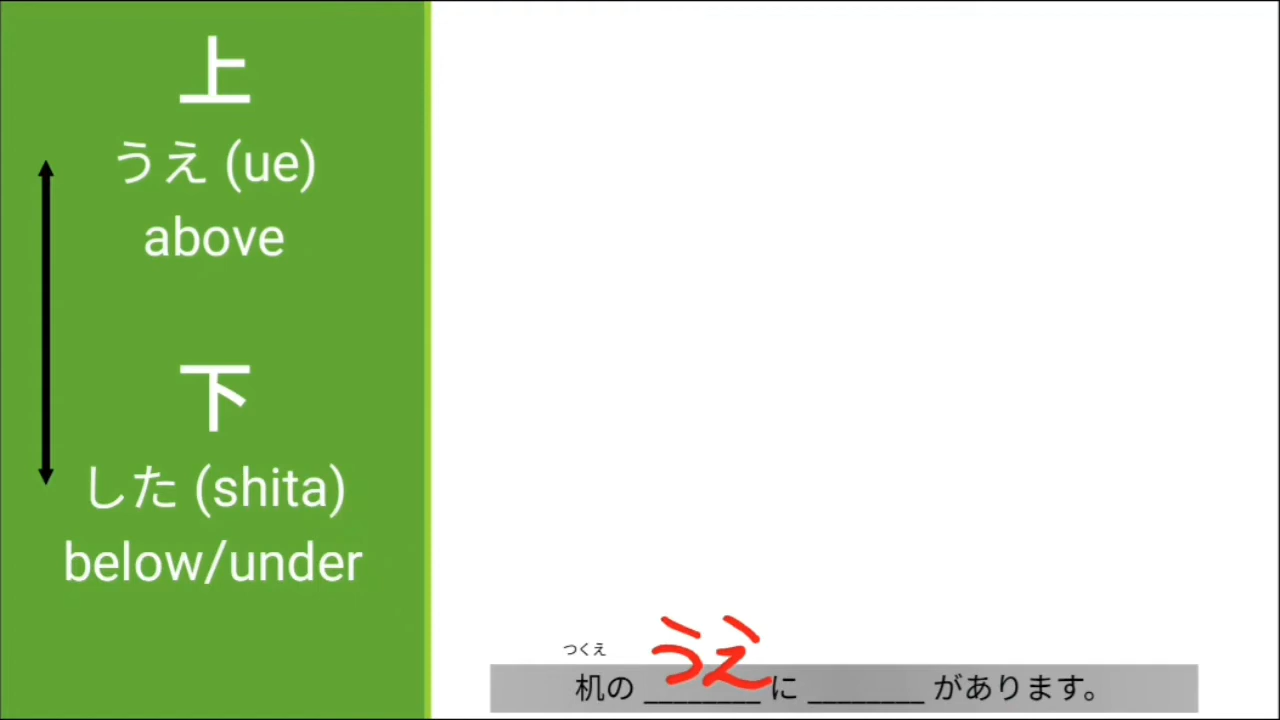 上
うえ (ue)
above
下
した (shita)
below/under
つくえ
机の ________ に ________ があります。
うえ